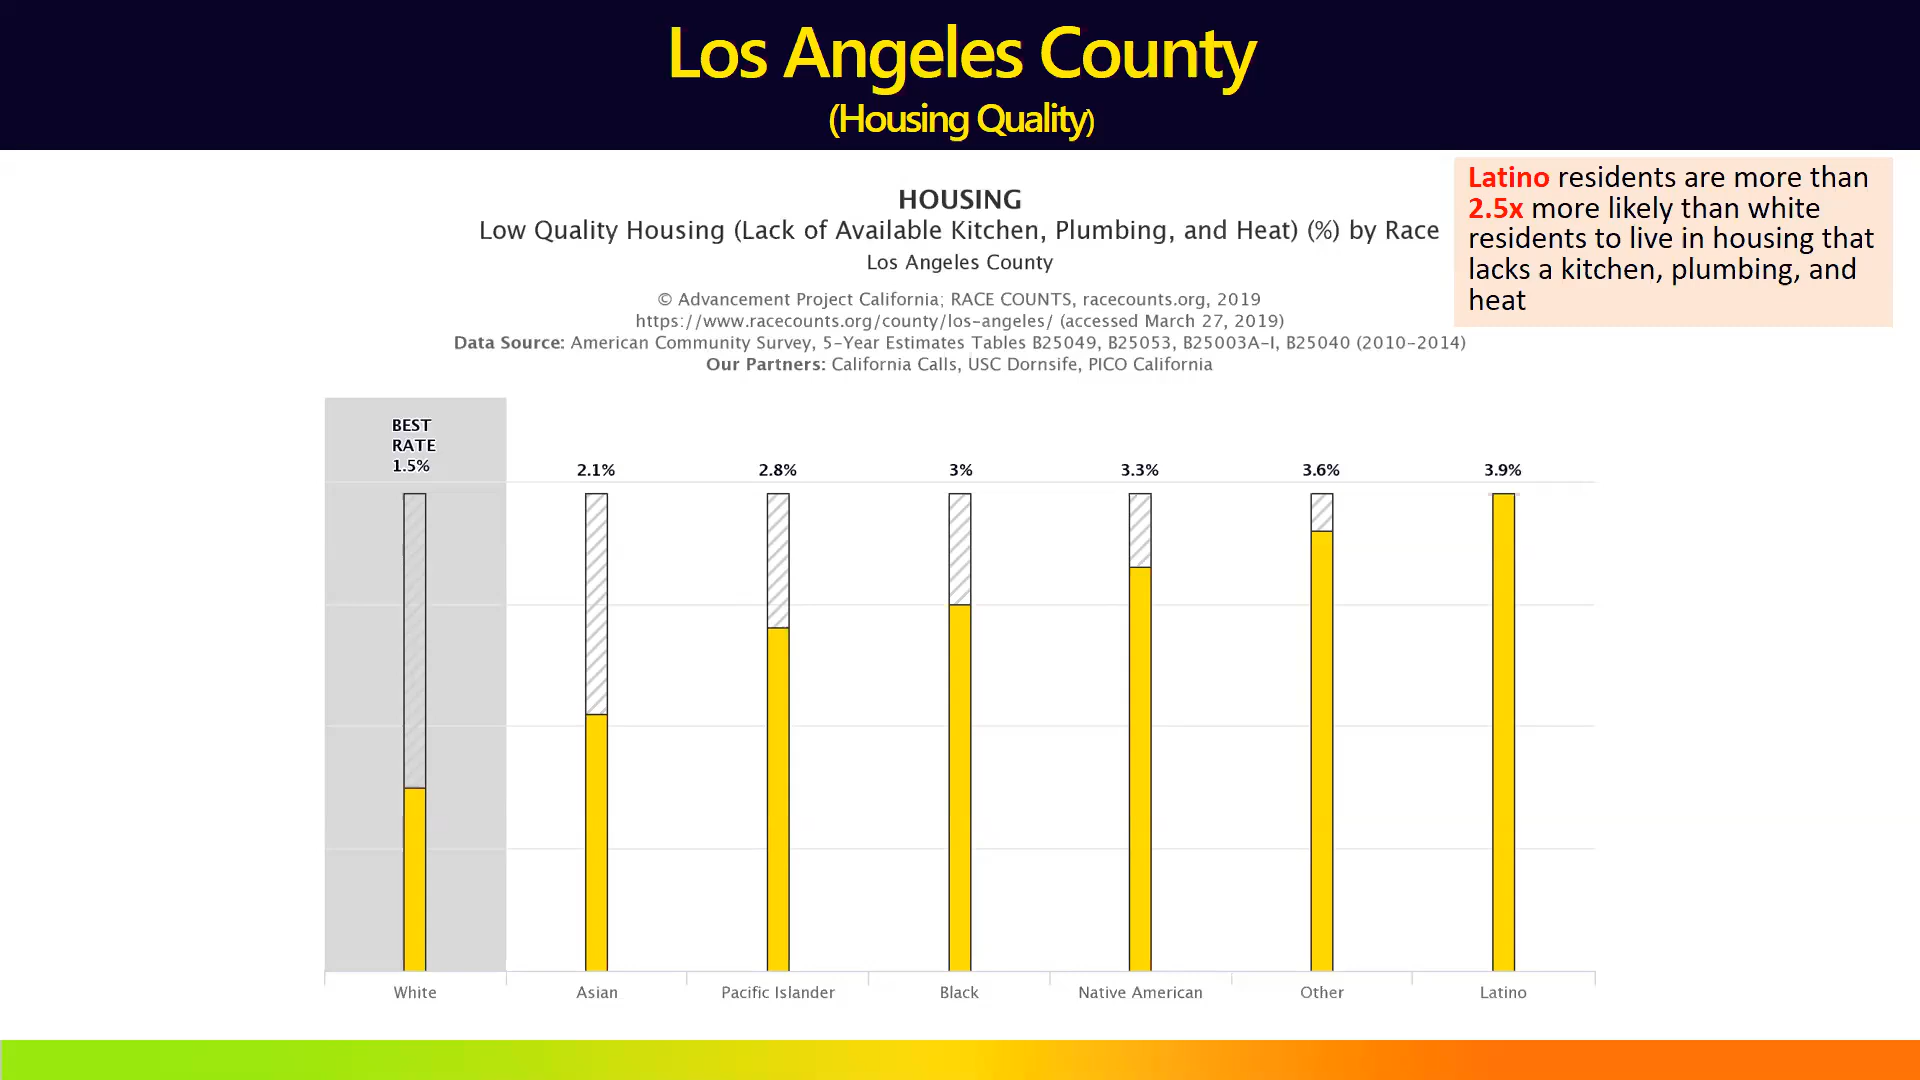 Los Angeles County
(Housing Quality)
HOUSING
Low Quality Housing (Lack of Available Kitchen, Plumbing, and Heat) (%) by Race
Los Angeles County
© Advancement Project California; RACE COUNTS, racecounts.org, 2019
https://www.racecounts.org/county/los-angeles/ (accessed March 27, 2019)
Data Source: American Community Survey, 5-Year Estimates Tables B25049, B25053, B25003A-I, B25040 (2010-2014)
Our Partners: California Calls, USC Dornsife, PICO California
Latino residents are more than
2.5x more likely than white
residents to live in housing that
lacks a kitchen, plumbing, and
heat
BEST
RATE
1.5%
2.1%
2.8%
3%
3.3%
3.6%
3.9%
White
Asian
Pacific Islander
Black
Native American
Other
Latino